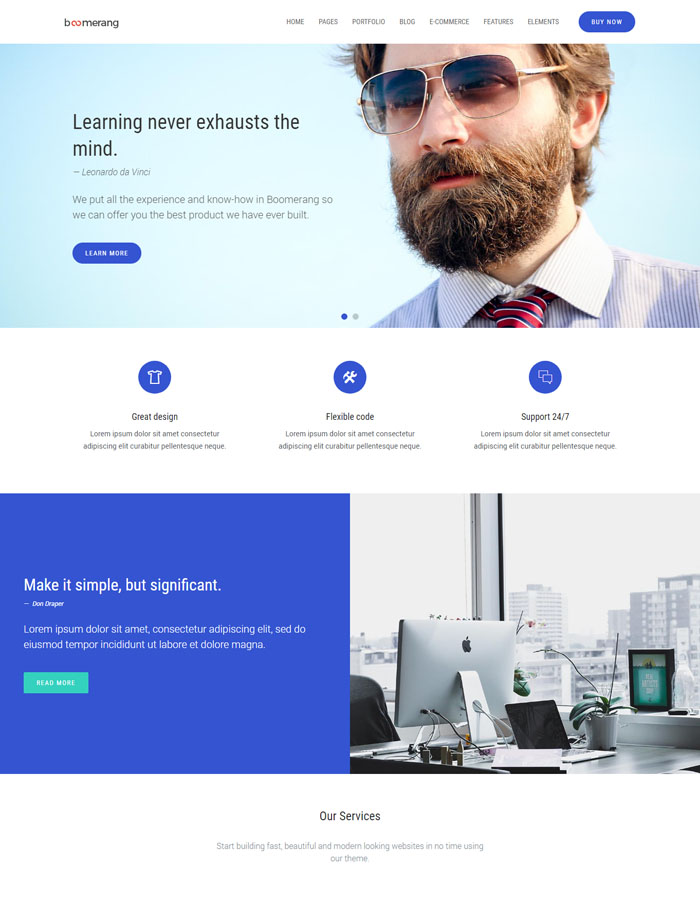 boomerang
HOME PAGES PORTFOLIO BLOG E-COMMERCE FEATURES ELEMENTS BUY NOW
Learning never exhausts the
mind.
— Leonardo da Vinci
We put all the experience and know-how in Boomerang so
we can offer you the best product we have ever built.
LEARN MORE
Great design
Lorem ipsum dolor sit amet consectetur
adipiscing elit curabitur pellentesque neque.
Flexible code
Lorem ipsum dolor sit amet consectetur
adipiscing elit curabitur pellentesque neque.
Support 24/7
Lorem ipsum dolor sit amet consectetur
adipiscing elit curabitur pellentesque neque.
Make it simple, but significant.
— Don Draper
Lorem ipsum dolor sit amet, consectetur adipiscing elit, sed do
eiusmod tempor incididunt ut labore et dolore magna.
READ MORE
Our Services
Start building fast, beautiful and modern looking websites in no time using
our theme.